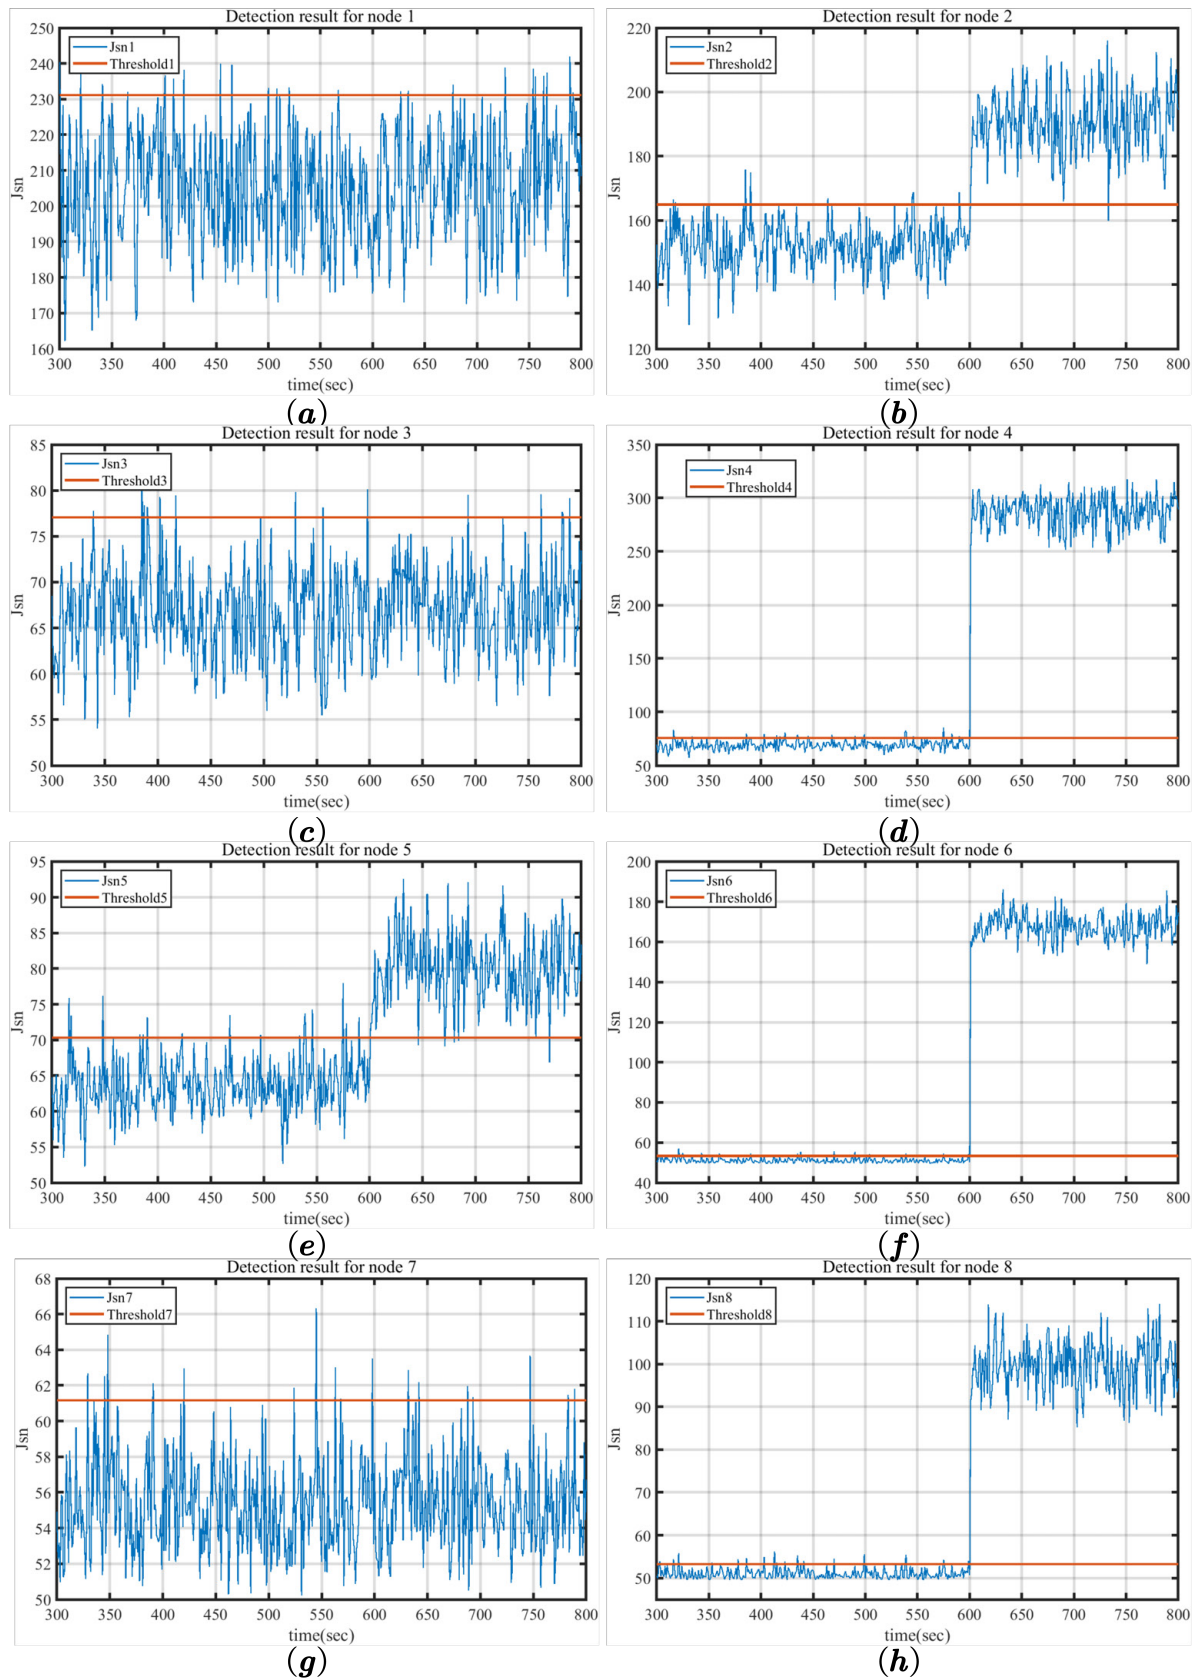 Detection result for node 1
Jsn1
Threshold1
250
240
230
220
210
200
190
180
170
160
Jsn
300 350 400 450 500 550 600 650 700 750 800
time(sec)
(a)
Detection result for node 2
Jsn2
Threshold2
220
200
180
160
140
120
Jsn
300 350 400 450 500 550 600 650 700 750 800
time(sec)
(b)
Detection result for node 3
Jsn3
Threshold3
85
80
75
70
65
60
55
50
Jsn
300 350 400 450 500 550 600 650 700 750 800
time(sec)
(c)
Detection result for node 4
Jsn4
Threshold4
350
300
250
200
150
100
50
Jsn
300 350 400 450 500 550 600 650 700 750 800
time(sec)
(d)
Detection result for node 5
Jsn5
Threshold5
95
90
85
80
75
70
65
60
55
50
Jsn
300 350 400 450 500 550 600 650 700 750 800
time(sec)
(e)
Detection result for node 6
Jsn6
Threshold6
200
180
160
140
120
100
80
60
40
Jsn
300 350 400 450 500 550 600 650 700 750 800
time(sec)
(f)
Detection result for node 7
Jsn7
Threshold7
68
66
64
62
60
58
56
54
52
50
Jsn
300 350 400 450 500 550 600 650 700 750 800
time(sec)
(g)
Detection result for node 8
Jsn8
Threshold8
120
110
100
90
80
70
60
50
Jsn
300 350 400 450 500 550 600 650 700 750 800
time(sec)
(h)